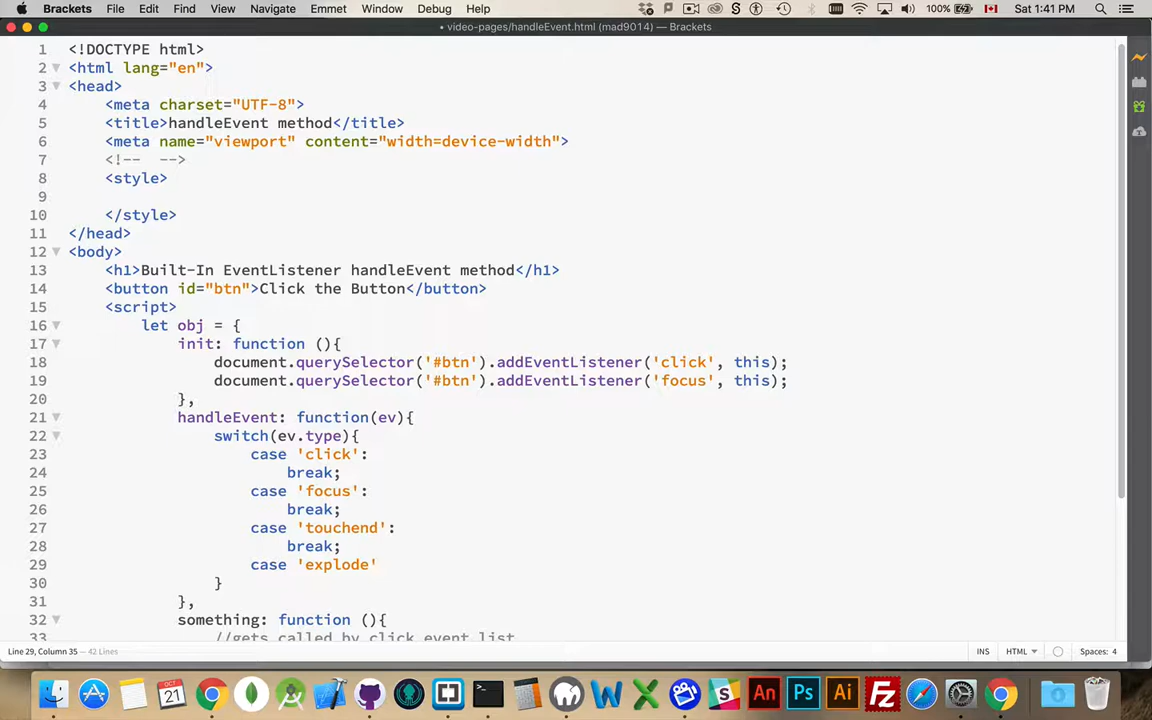 Brackets File Edit Find View Navigate Emmet Window Debug Help 100% Sat 1:41 PM
• video-pages/handleEvent.html (mad9014) — Brackets
1 <!DOCTYPE html>
2 <html lang="en">
3 <head>
4 <meta charset="UTF-8">
5 <title>handleEvent method</title>
6 <meta name="viewport" content="width=device-width">
7 <!-- -->
8 <style>
9
10 </style>
11 </head>
12 <body>
13 <h1>Built-In EventListener handleEvent method</h1>
14 <button id="btn">Click the Button</button>
15 <script>
16 let obj = {
17 init: function (){
18 document.querySelector('#btn').addEventListener('click', this);
19 document.querySelector('#btn').addEventListener('focus', this);
20 },
21 handleEvent: function(ev){
22 switch(ev.type){
23 case 'click':
24 break;
25 case 'focus':
26 break;
27 case 'touchend':
28 break;
29 case 'explode'
30 }
31 },
32 something: function (){
33 //gets called by click event list
Line 29, Column 35 — 42 Lines INS HTML Spaces: 4
OCT 21 An Ps Ai Fz